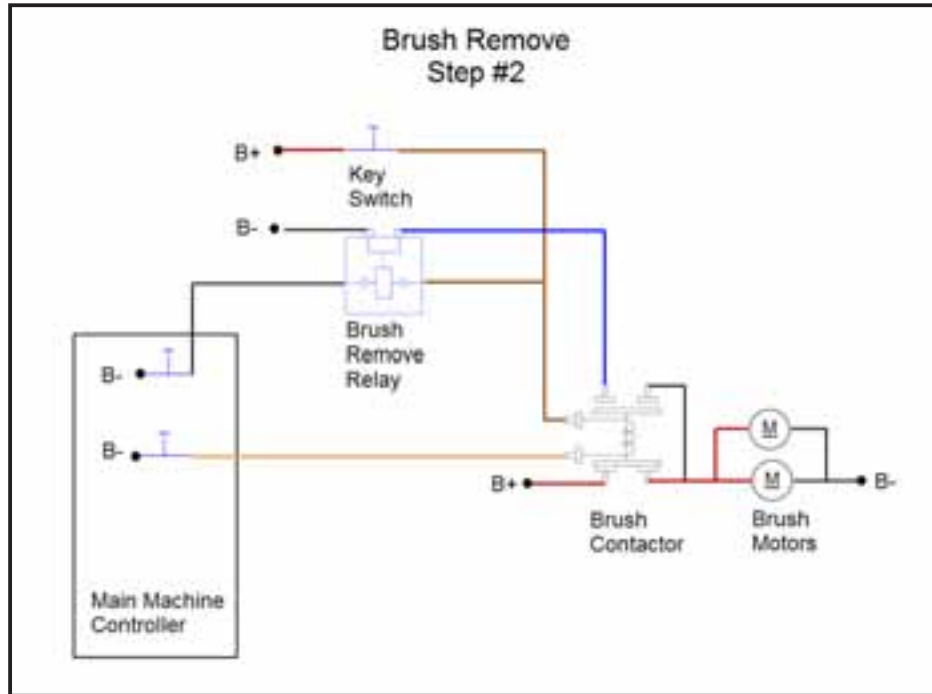 Brush Remove
Step #2
B+
Key
Switch
B-
Brush
Remove
Relay
B-
B-
M
M
B+
B-
Brush
Contactor
Brush
Motors
Main Machine
Controller